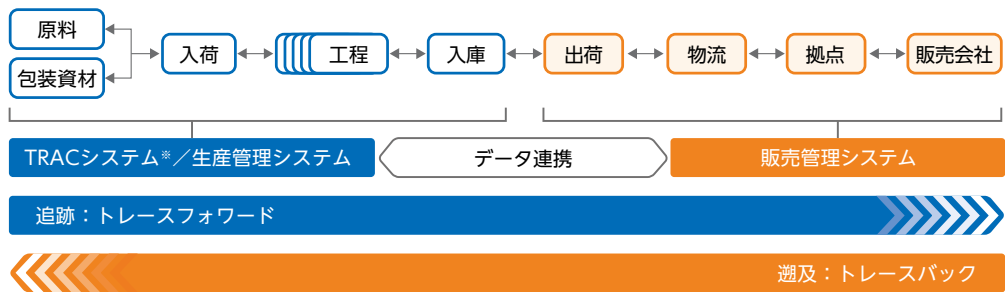 原料
包装資材
入荷
工程
入庫
出荷
物流
拠点
販売会社
TRACシステム※／生産管理システム
データ連携
販売管理システム
追跡：トレースフォワード
遡及：トレースバック